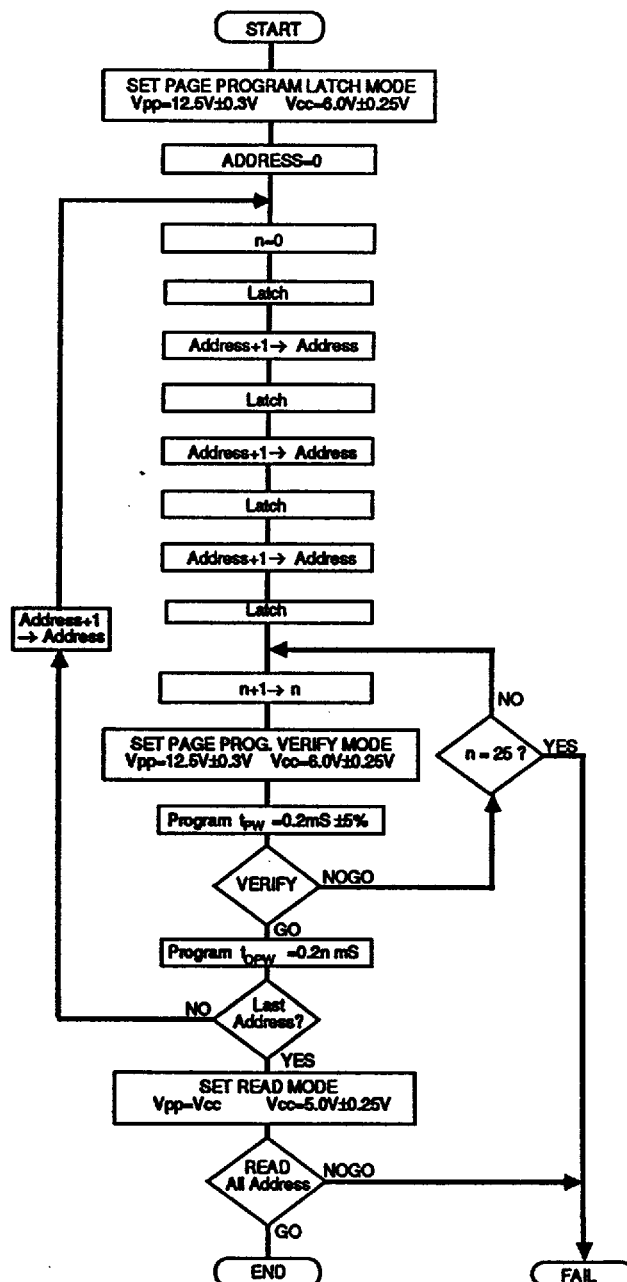 START
SET PAGE PROGRAM LATCH MODE
Vpp=12.5V±0.3V Vcc=6.0V±0.25V
ADDRESS=0
n=0
Latch
Address+1→ Address
Latch
Address+1→ Address
Latch
Address+1→ Address
Latch
Address+1
→ Address
n+1→ n
NO
SET PAGE PROG. VERIFY MODE
Vpp=12.5V±0.3V Vcc=6.0V±0.25V
n = 25 ?
YES
Program tPW =0.2mS ±5%
VERIFY
NOGO
GO
Program tOPW =0.2n mS
NO
Last
Address?
YES
SET READ MODE
Vpp=Vcc Vcc=5.0V±0.25V
READ
All Address
NOGO
GO
END
FAIL